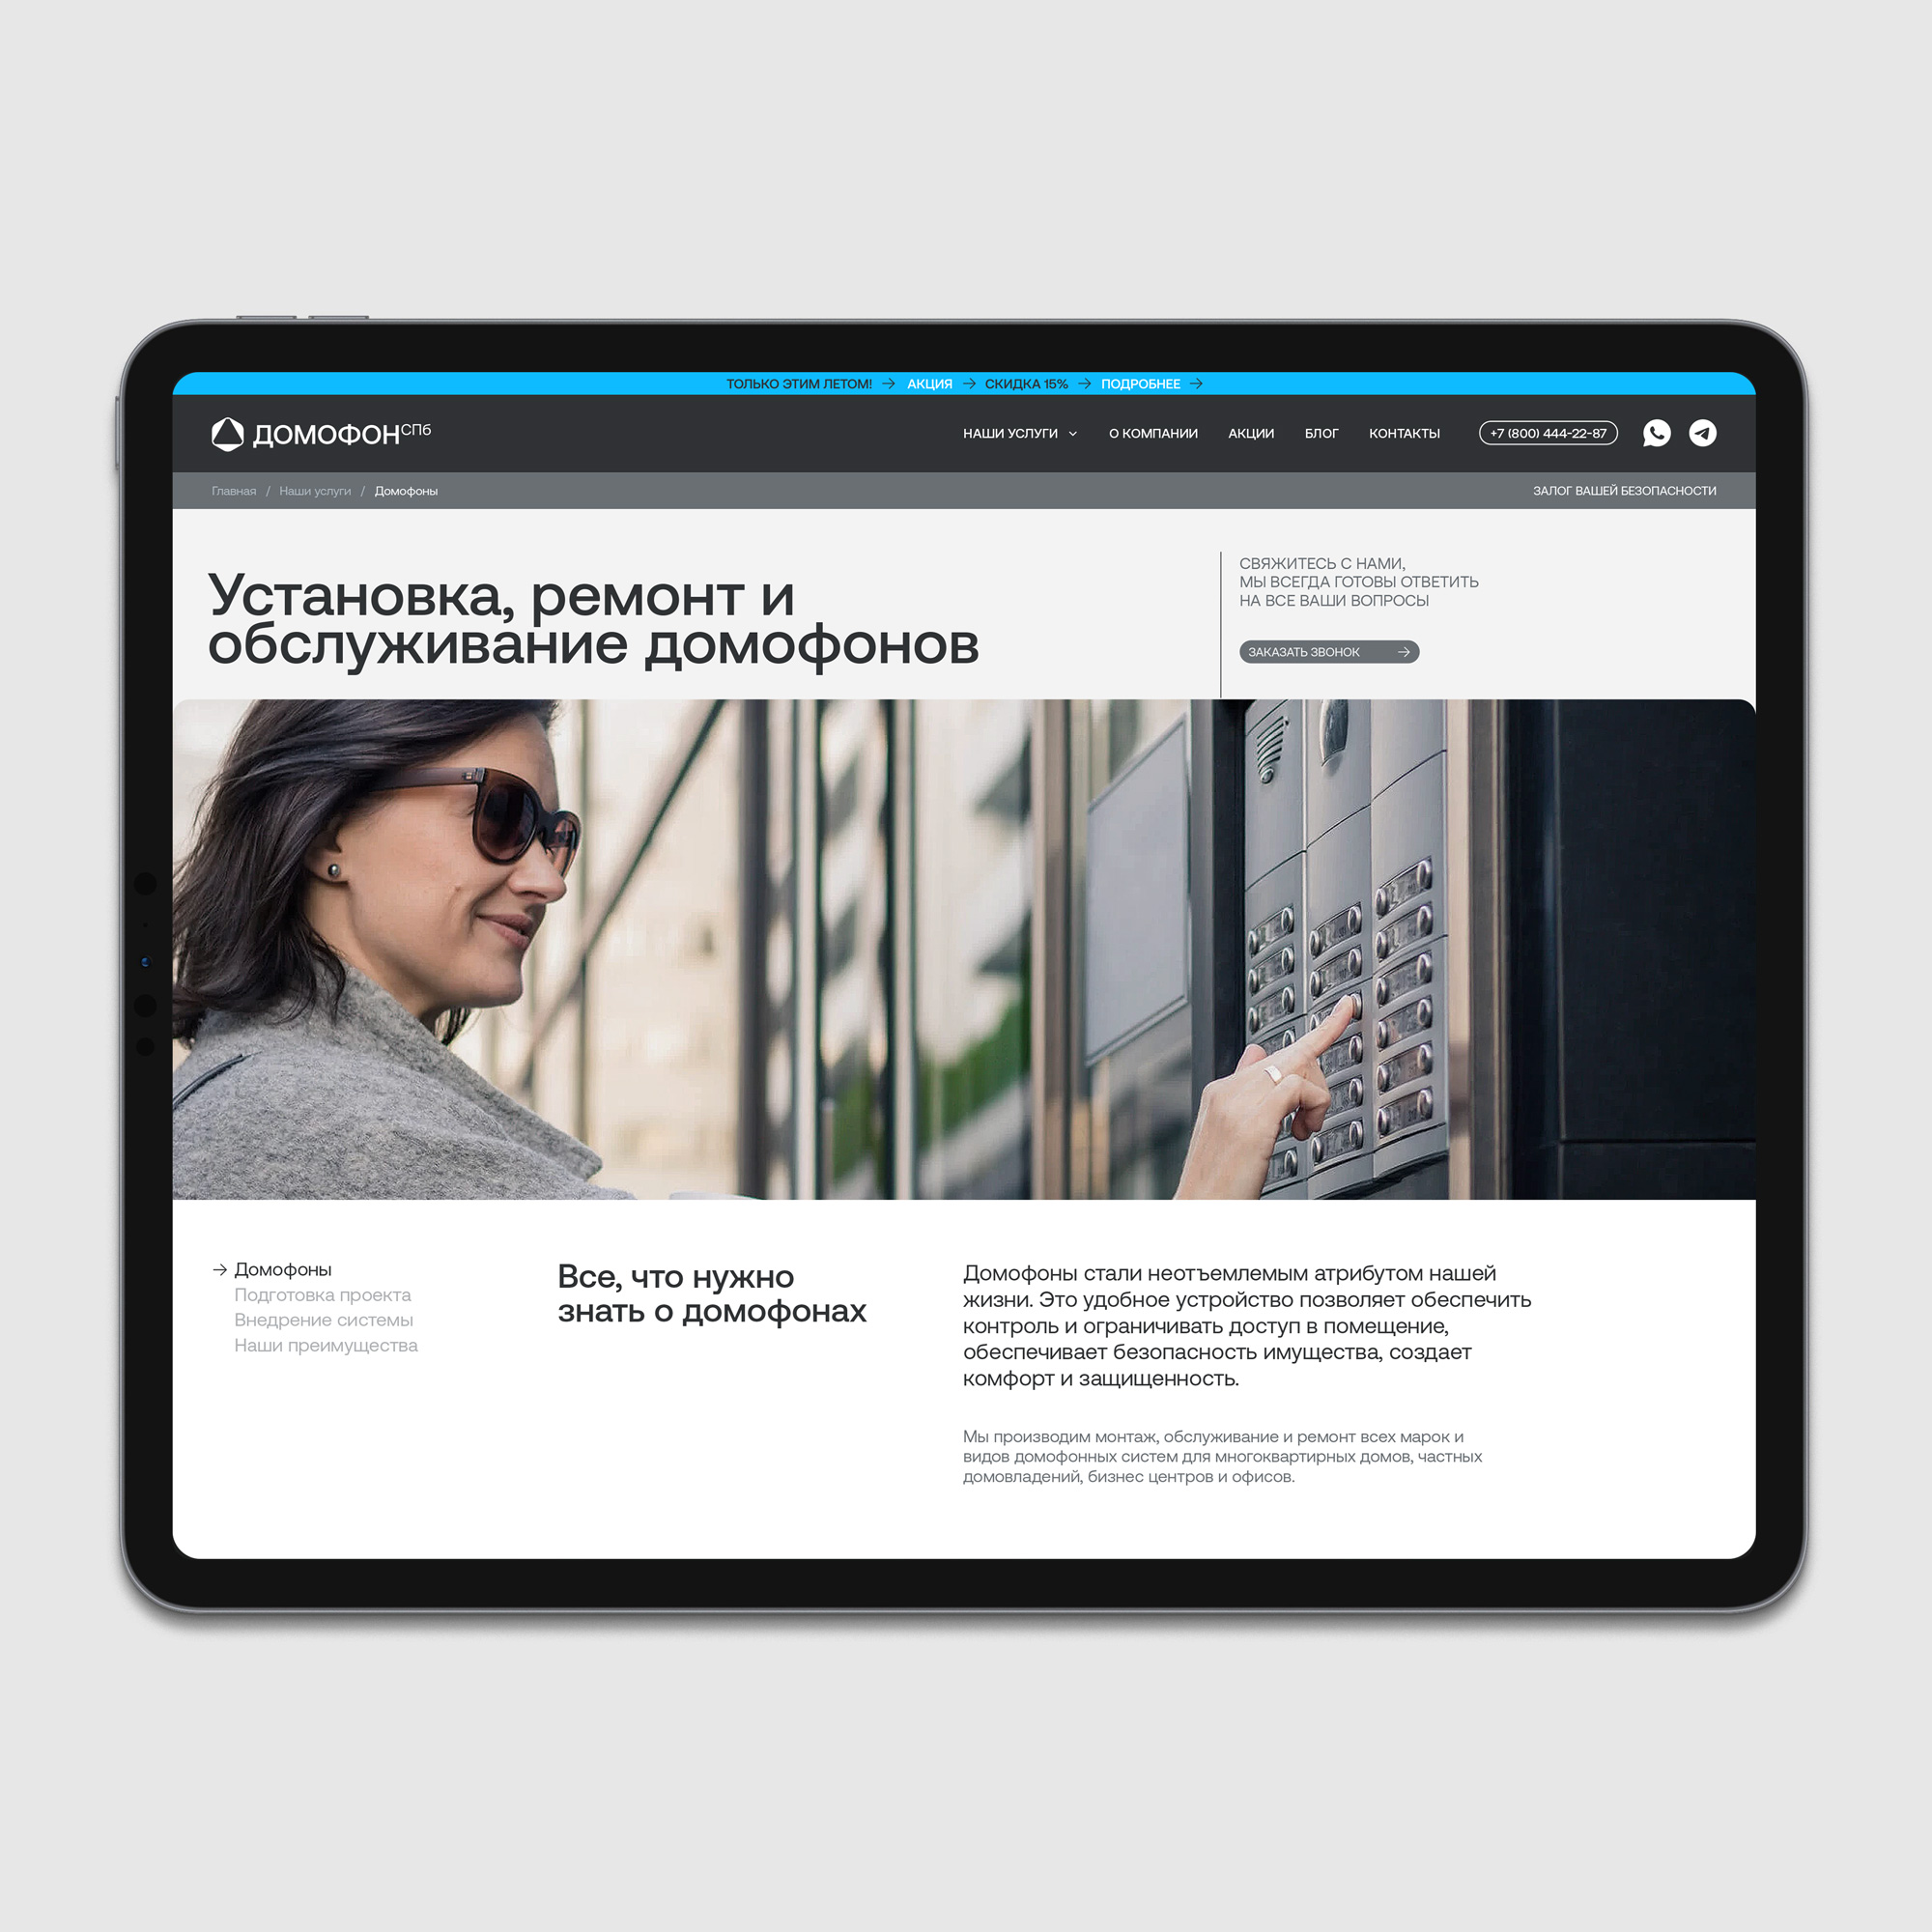 ТОЛЬКО ЭТИМ ЛЕТОМ! → АКЦИЯ → СКИДКА 15% → ПОДРОБНЕЕ →
ДОМОФОН СПб
НАШИ УСЛУГИ О КОМПАНИИ АКЦИИ БЛОГ КОНТАКТЫ +7 (800) 444-22-87
Главная / Наши услуги / Домофоны
ЗАЛОГ ВАШЕЙ БЕЗОПАСНОСТИ
Установка, ремонт и
обслуживание домофонов
СВЯЖИТЕСЬ С НАМИ,
МЫ ВСЕГДА ГОТОВЫ ОТВЕТИТЬ
НА ВСЕ ВАШИ ВОПРОСЫ
ЗАКАЗАТЬ ЗВОНОК →
→ Домофоны
Подготовка проекта
Внедрение системы
Наши преимущества
Все, что нужно
знать о домофонах
Домофоны стали неотъемлемым атрибутом нашей
жизни. Это удобное устройство позволяет обеспечить
контроль и ограничивать доступ в помещение,
обеспечивает безопасность имущества, создает
комфорт и защищенность.
Мы производим монтаж, обслуживание и ремонт всех марок и
видов домофонных систем для многоквартирных домов, частных
домовладений, бизнес центров и офисов.